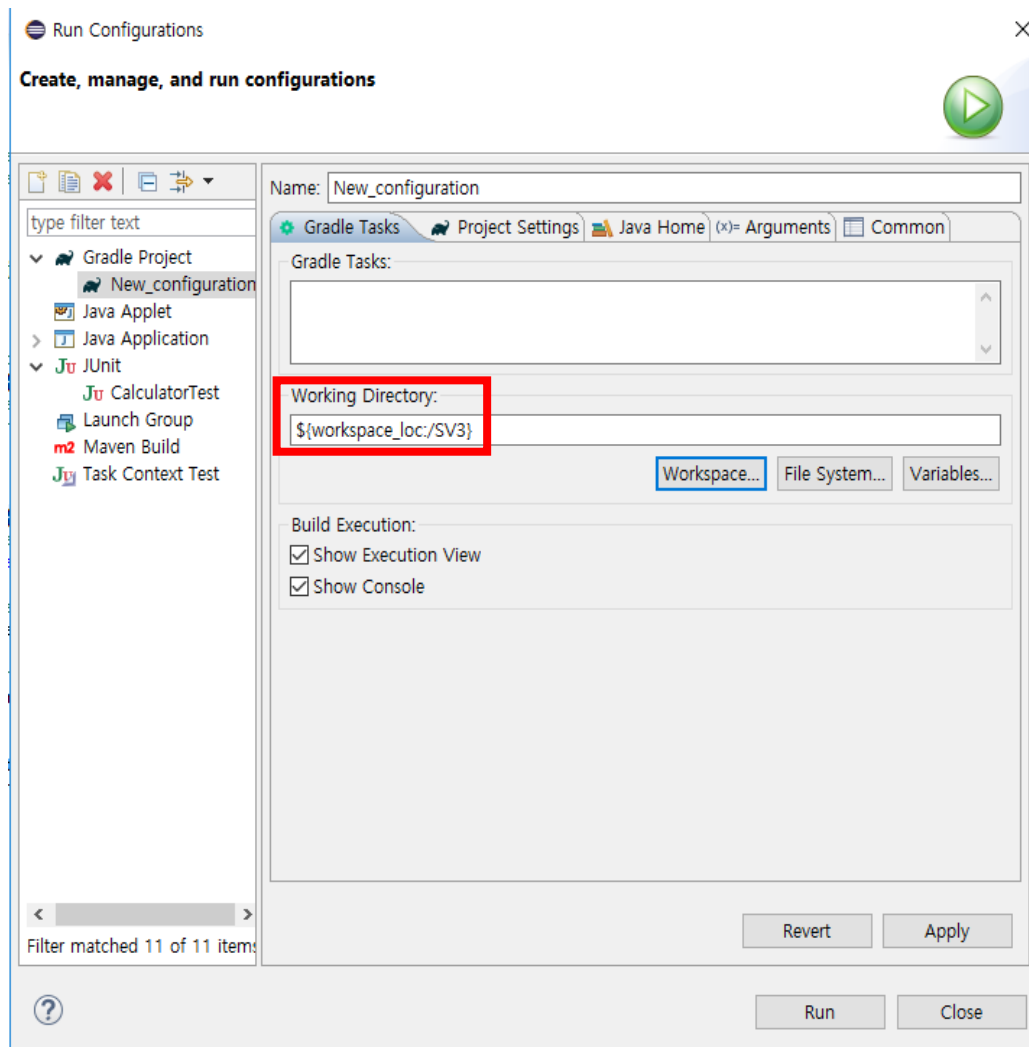 Run Configurations
Create, manage, and run configurations
type filter text
Gradle Project
New_configuration
Java Applet
Java Application
Ju JUnit
Ju CalculatorTest
Launch Group
m2 Maven Build
Ju Task Context Test
Filter matched 11 of 11 items
Name: New_configuration
Gradle Tasks Project Settings Java Home (x)= Arguments Common
Gradle Tasks:
Working Directory:
${workspace_loc:/SV3}
Workspace... File System... Variables...
Build Execution:
Show Execution View
Show Console
Revert Apply
? Run Close